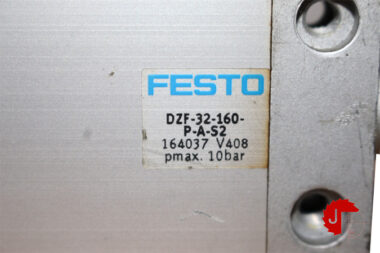 FESTO
DZF-32-160-
P-A-S2
164037 V408
pmax. 10bar